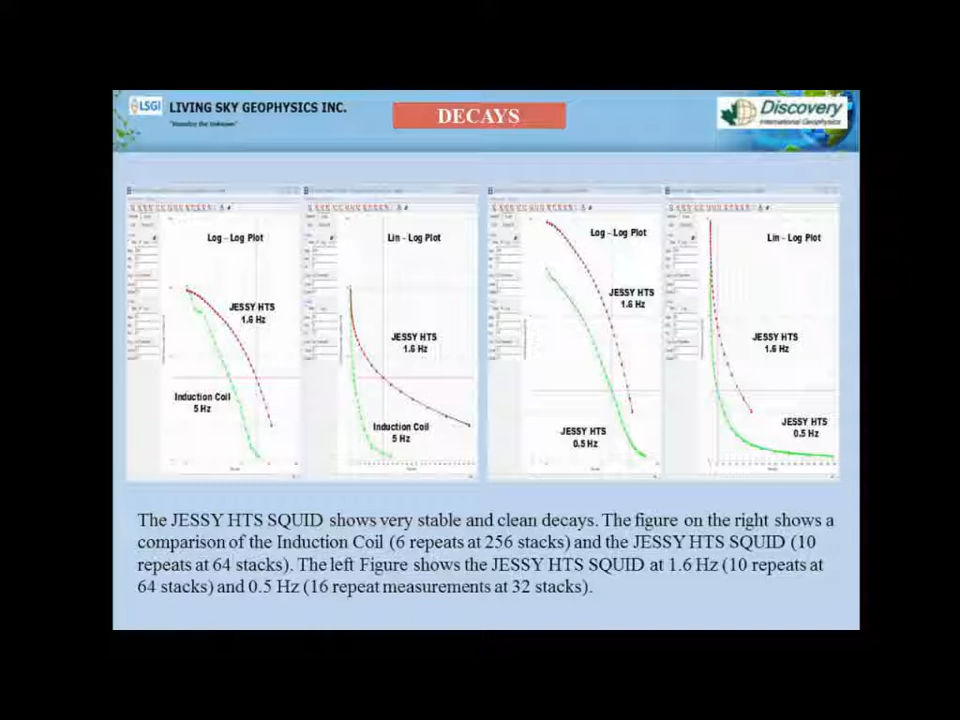 LSGI LIVING SKY GEOPHYSICS INC.
"Visualize the Unknown"
DECAYS
Discovery
International Geophysics
Log – Log Plot
JESSY HTS
1.6 Hz
Induction Coil
5 Hz
Lin - Log Plot
JESSY HTS
1.6 Hz
Induction Coil
5 Hz
Log – Log Plot
JESSY HTS
1.6 Hz
JESSY HTS
0.5 Hz
Lin - Log Plot
JESSY HTS
1.6 Hz
JESSY HTS
0.5 Hz
The JESSY HTS SQUID shows very stable and clean decays. The figure on the right shows a
comparison of the Induction Coil (6 repeats at 256 stacks) and the JESSY HTS SQUID (10
repeats at 64 stacks). The left Figure shows the JESSY HTS SQUID at 1.6 Hz (10 repeats at
64 stacks) and 0.5 Hz (16 repeat measurements at 32 stacks).